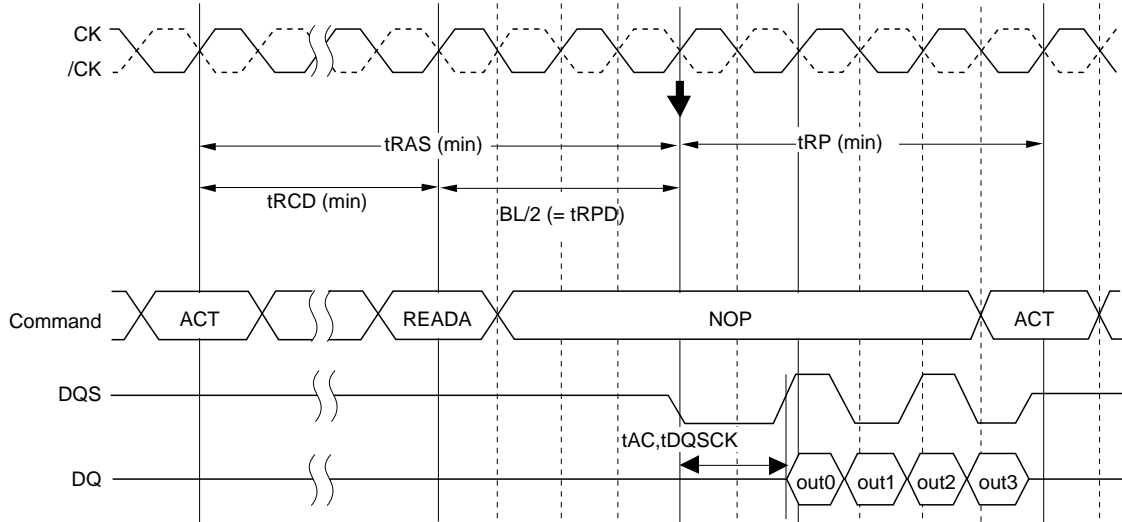 CK
/CK
tRAS (min)
tRP (min)
tRCD (min)
BL/2 (= tRPD)
Command
ACT
READA
NOP
ACT
DQS
tAC,tDQSCK
DQ
out0
out1
out2
out3